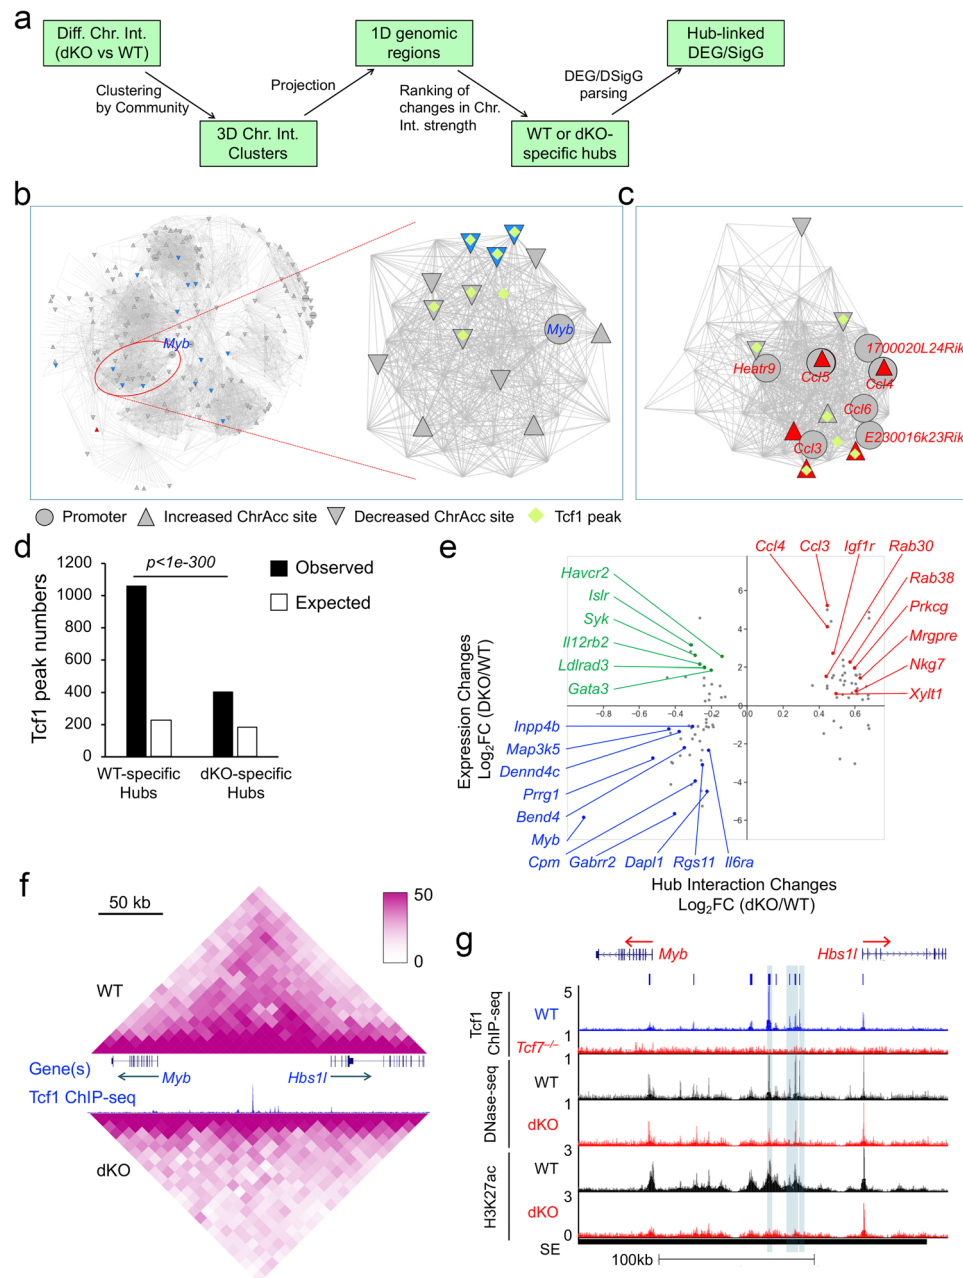 a
Diff. Chr. Int.
(dKO vs WT)
1D genomic
regions
Hub-linked
DEG/SigG
Clustering
by Community
Projection
Ranking of
changes in Chr.
Int. strength
DEG/DSigG
parsing
3D Chr. Int.
Clusters
WT or dKO-
specific hubs
b
Myb
Myb
c
1700020L24Rik
Heatr9
Ccl5
Ccl4
Ccl6
E230016k23Rik
Ccl3
Promoter
Increased ChrAcc site
Decreased ChrAcc site
Tcf1 peak
d
p<1e-300
Tcf1 peak numbers
1200
1000
800
600
400
200
0
WT-specific
Hubs
dKO-specific
Hubs
Observed
Expected
e
Ccl4
Ccl3
Igf1r
Rab30
Rab38
Prkcg
Mrgpre
Nkg7
Xylt1
Havcr2
Islr
Syk
Il12rb2
Ldlrad3
Gata3
Inpp4b
Map3k5
Dennd4c
Prrg1
Bend4
Myb
Cpm
Gabrr2
Dapl1
Rgs11
Il6ra
Expression Changes
Log2FC (DKO/WT)
6
4
2
0.0
−2
−4
−6
−0.8
−0.6
−0.4
−0.2
0.2
0.4
0.6
Hub Interaction Changes
Log2FC (dKO/WT)
f
50 kb
50
0
WT
Gene(s)
Myb
Hbs1l
Tcf1 ChIP-seq
dKO
g
Myb
Hbs1l
Tcf1
ChIP-seq
5
WT
1
Tcf7–/–
DNase-seq
1
WT
1
dKO
H3K27ac
WT
3
dKO
3
0
SE
100kb